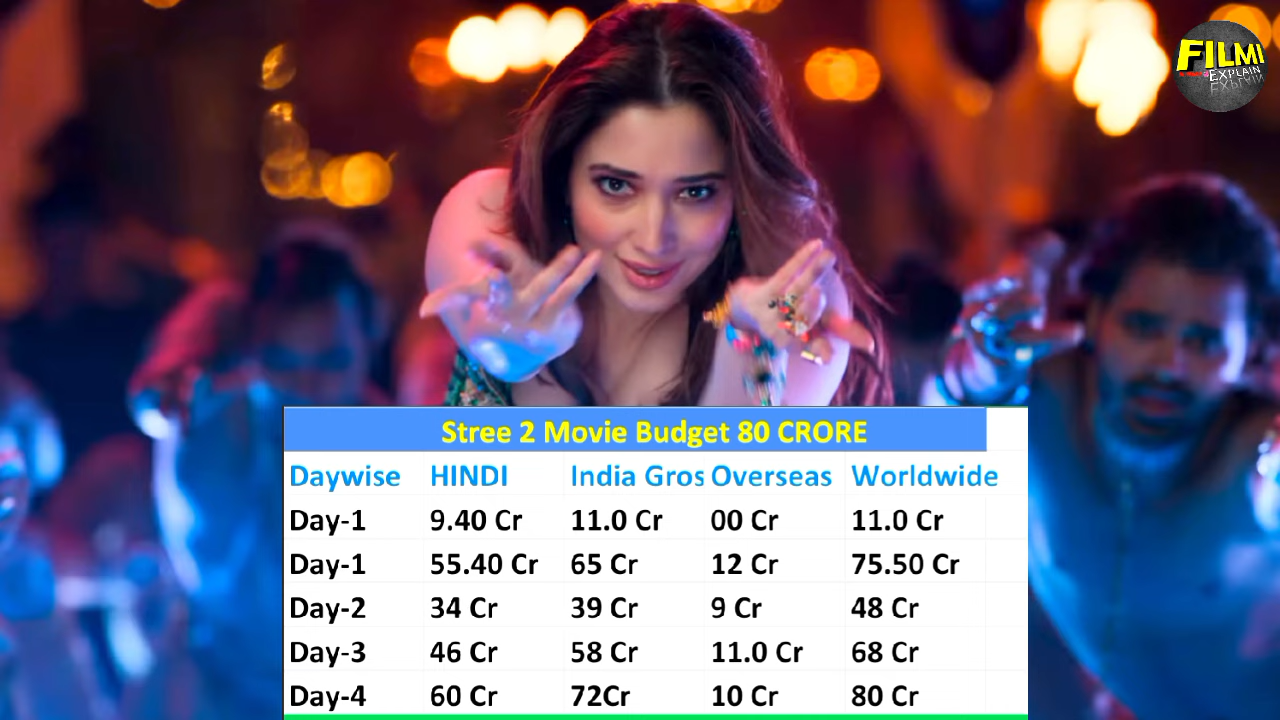 FILMI
EXPLAIN
Stree 2 Movie Budget 80 CRORE
Daywise HINDI India Gros Overseas Worldwide
Day-1 9.40 Cr 11.0 Cr 00 Cr 11.0 Cr
Day-1 55.40 Cr 65 Cr 12 Cr 75.50 Cr
Day-2 34 Cr 39 Cr 9 Cr 48 Cr
Day-3 46 Cr 58 Cr 11.0 Cr 68 Cr
Day-4 60 Cr 72Cr 10 Cr 80 Cr